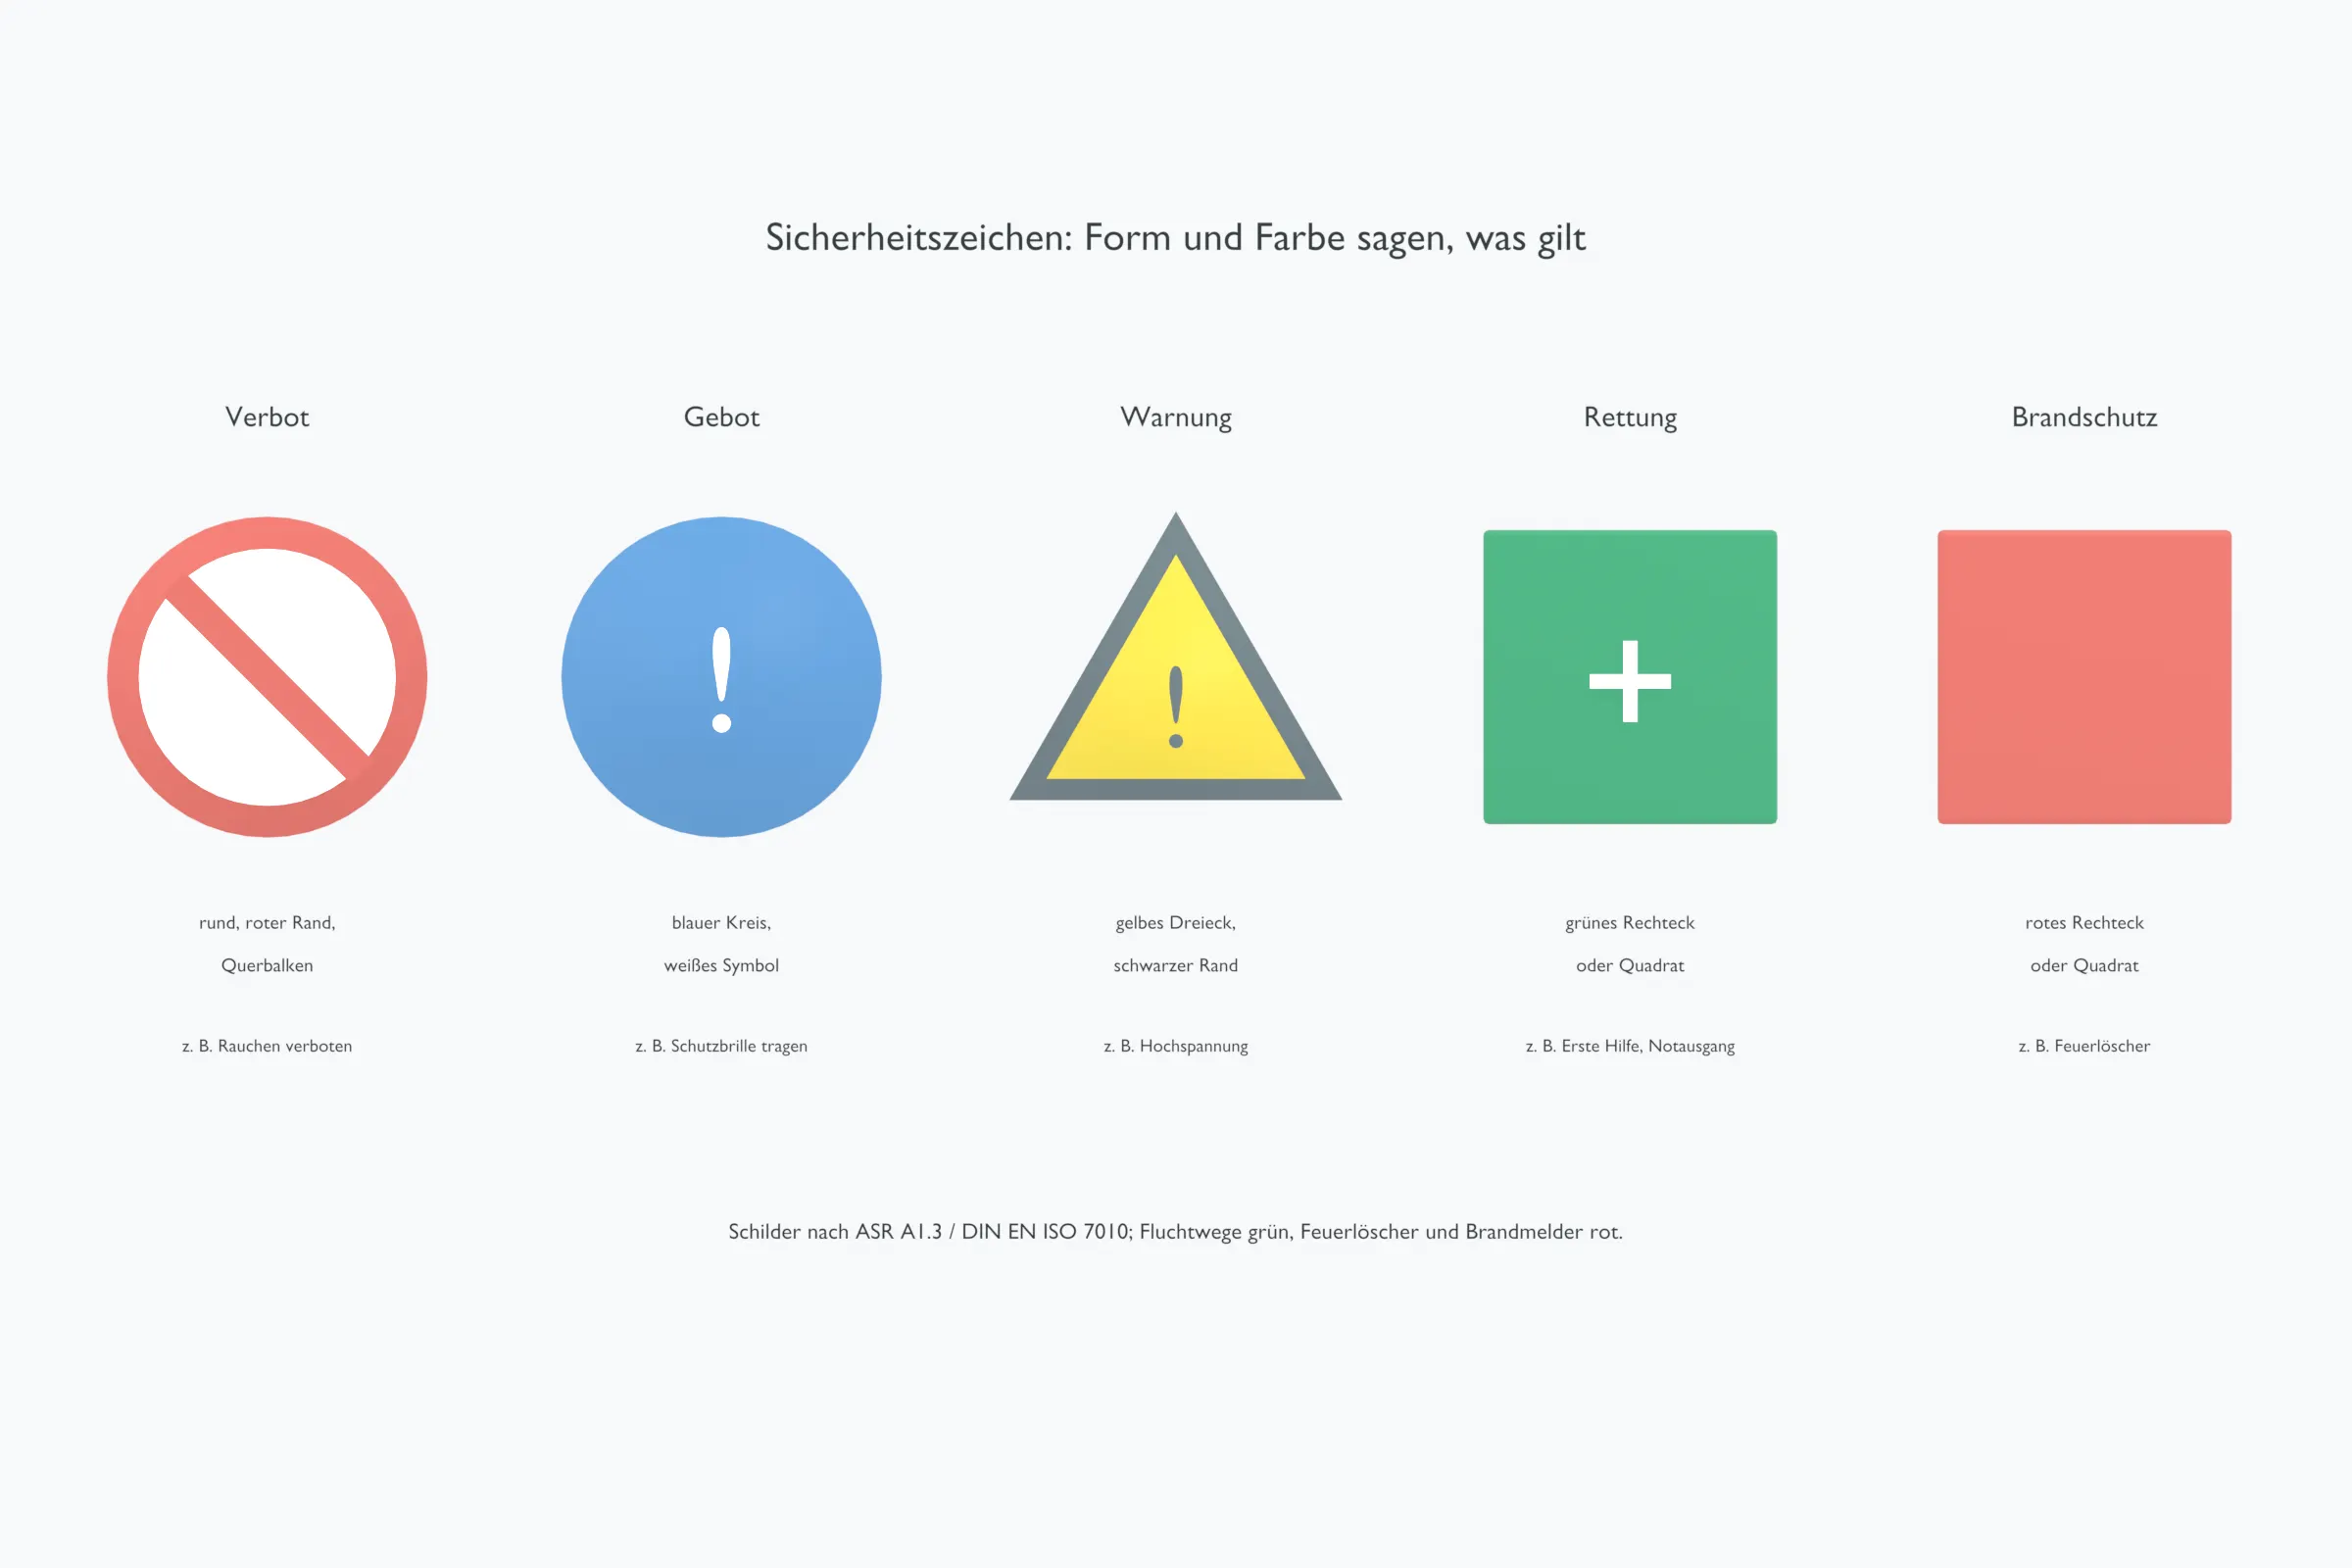 Sicherheitszeichen: Form und Farbe sagen, was gilt
Verbot
Gebot
Warnung
Rettung
Brandschutz
!
!
+
rund, roter Rand,
Querbalken
blauer Kreis,
weißes Symbol
gelbes Dreieck,
schwarzer Rand
grünes Rechteck
oder Quadrat
rotes Rechteck
oder Quadrat
z. B. Rauchen verboten
z. B. Schutzbrille tragen
z. B. Hochspannung
z. B. Erste Hilfe, Notausgang
z. B. Feuerlöscher
Schilder nach ASR A1.3 / DIN EN ISO 7010; Fluchtwege grün, Feuerlöscher und Brandmelder rot.